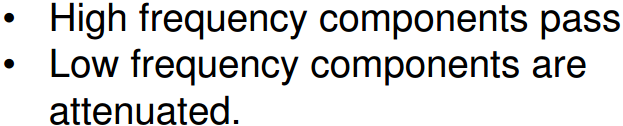 • High frequency components pass
• Low frequency components are
attenuated.